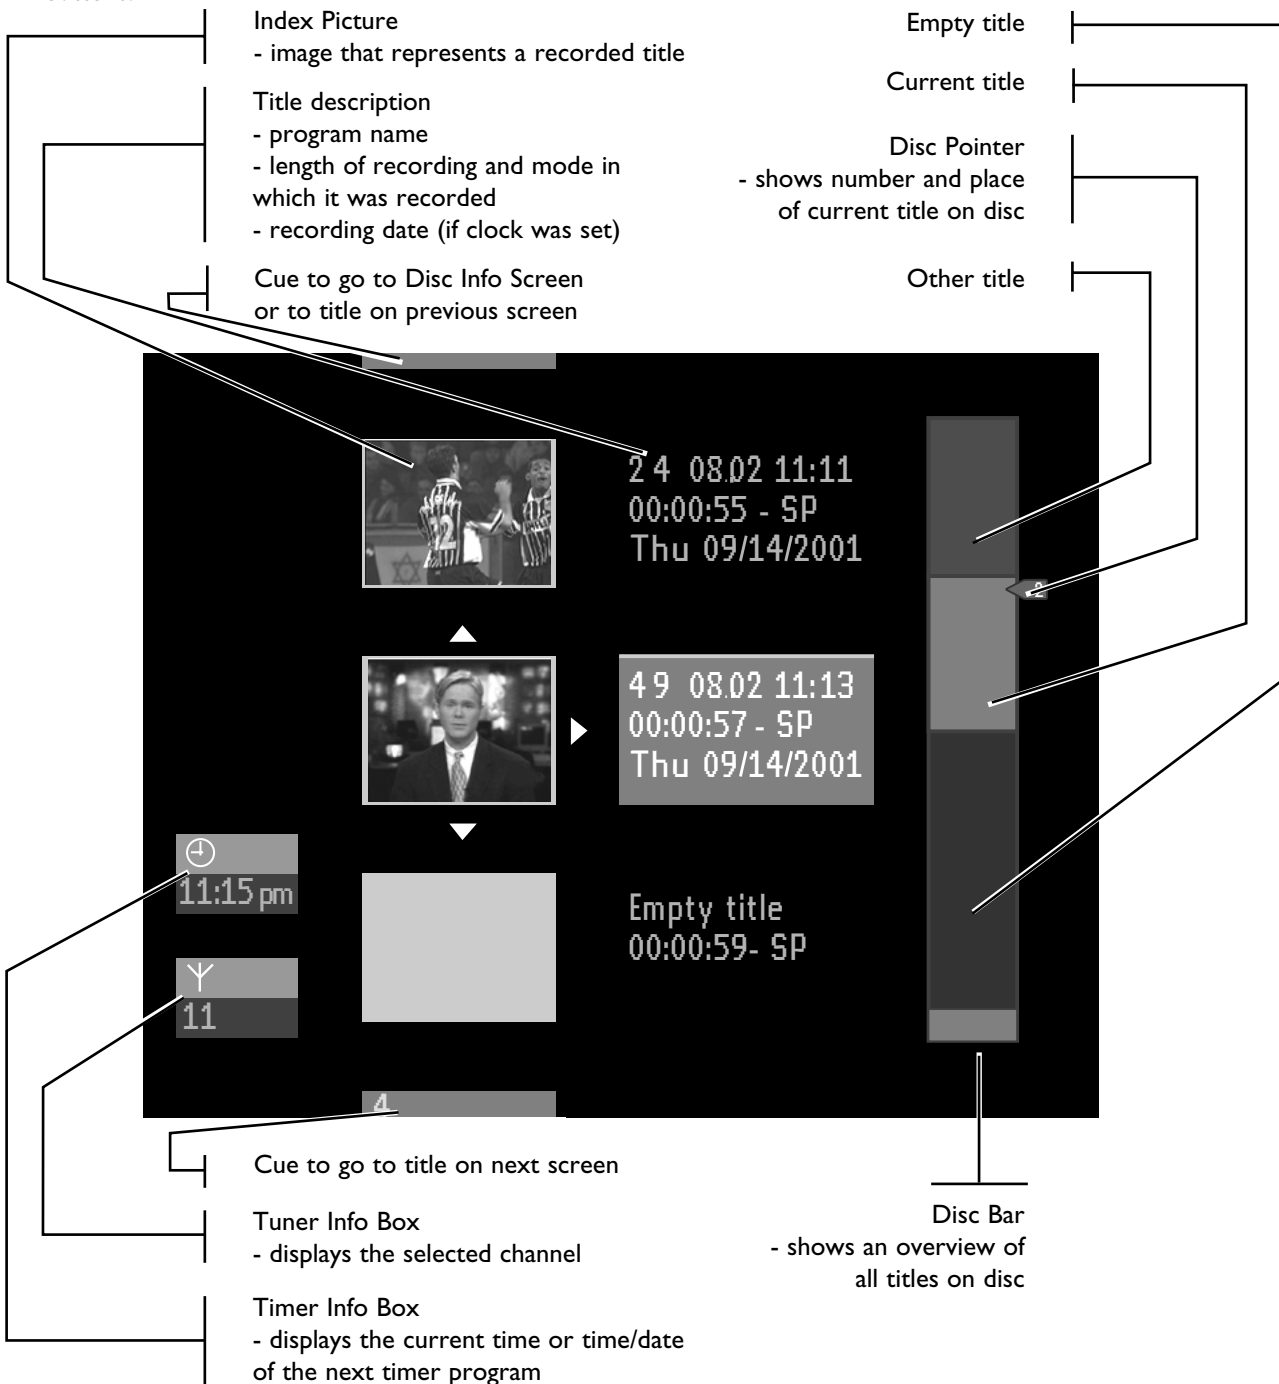 Index Picture
- image that represents a recorded title
Title description
- program name
- length of recording and mode in
which it was recorded
- recording date (if clock was set)
Cue to go to Disc Info Screen
or to title on previous screen
Empty title
Current title
Disc Pointer
- shows number and place
of current title on disc
Other title
24 08.02 11:11
00:00:55 - SP
Thu 09/14/2001
2
49 08.02 11:13
00:00:57 - SP
Thu 09/14/2001
11:15 pm
Empty title
00:00:59- SP
11
4
Cue to go to title on next screen
Tuner Info Box
- displays the selected channel
Timer Info Box
- displays the current time or time/date
of the next timer program
Disc Bar
- shows an overview of
all titles on disc